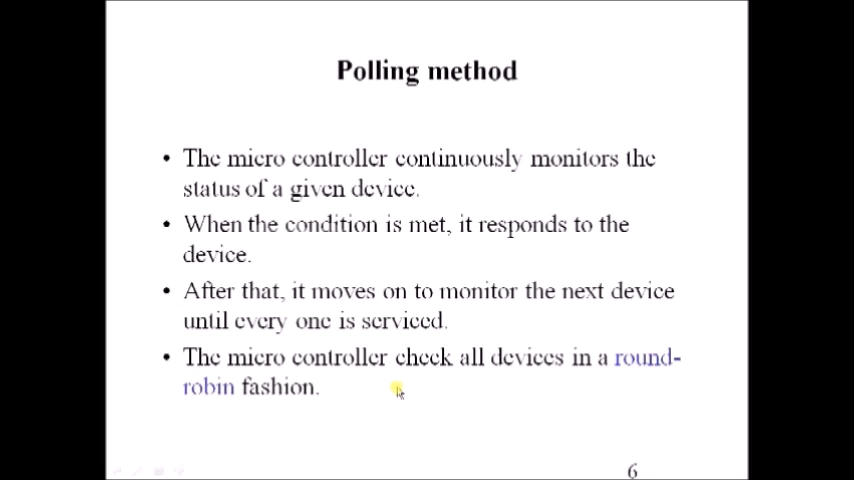 Polling method
• The micro controller continuously monitors the
status of a given device.
• When the condition is met, it responds to the
device.
• After that, it moves on to monitor the next device
until every one is serviced.
• The micro controller check all devices in a round-
robin fashion.
6